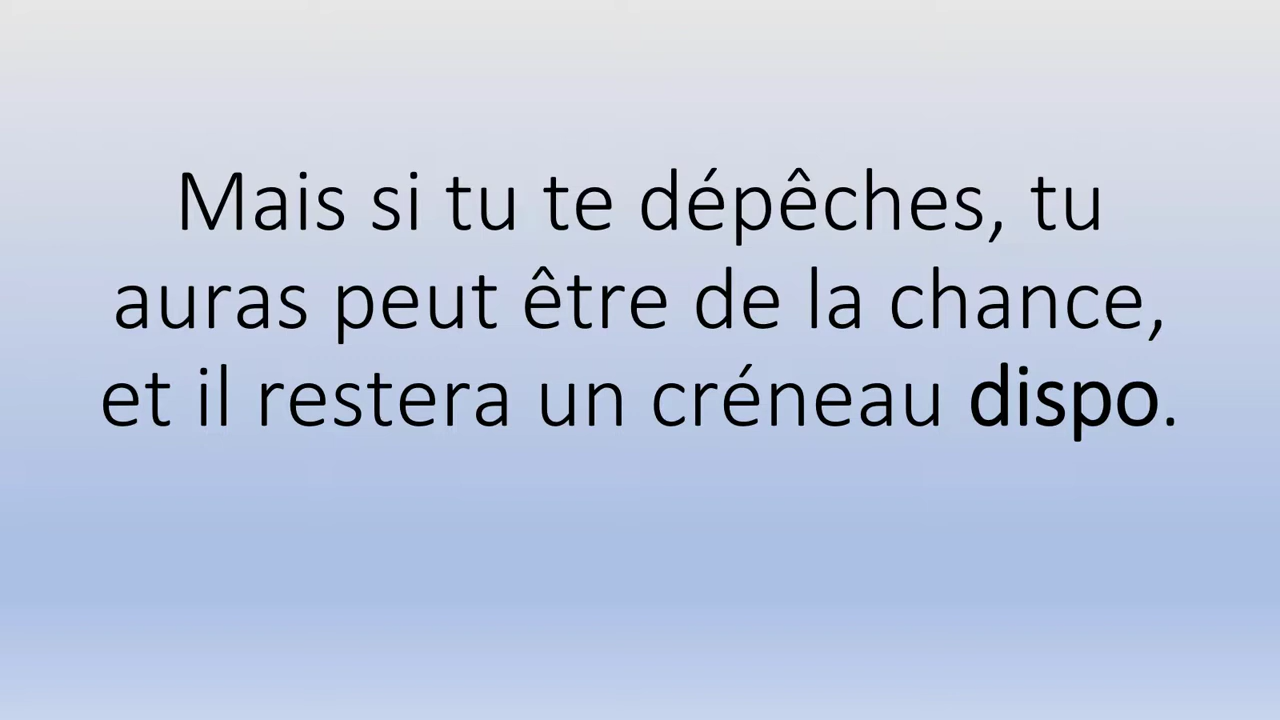 Mais si tu te dépêches, tu
auras peut être de la chance,
et il restera un créneau dispo.